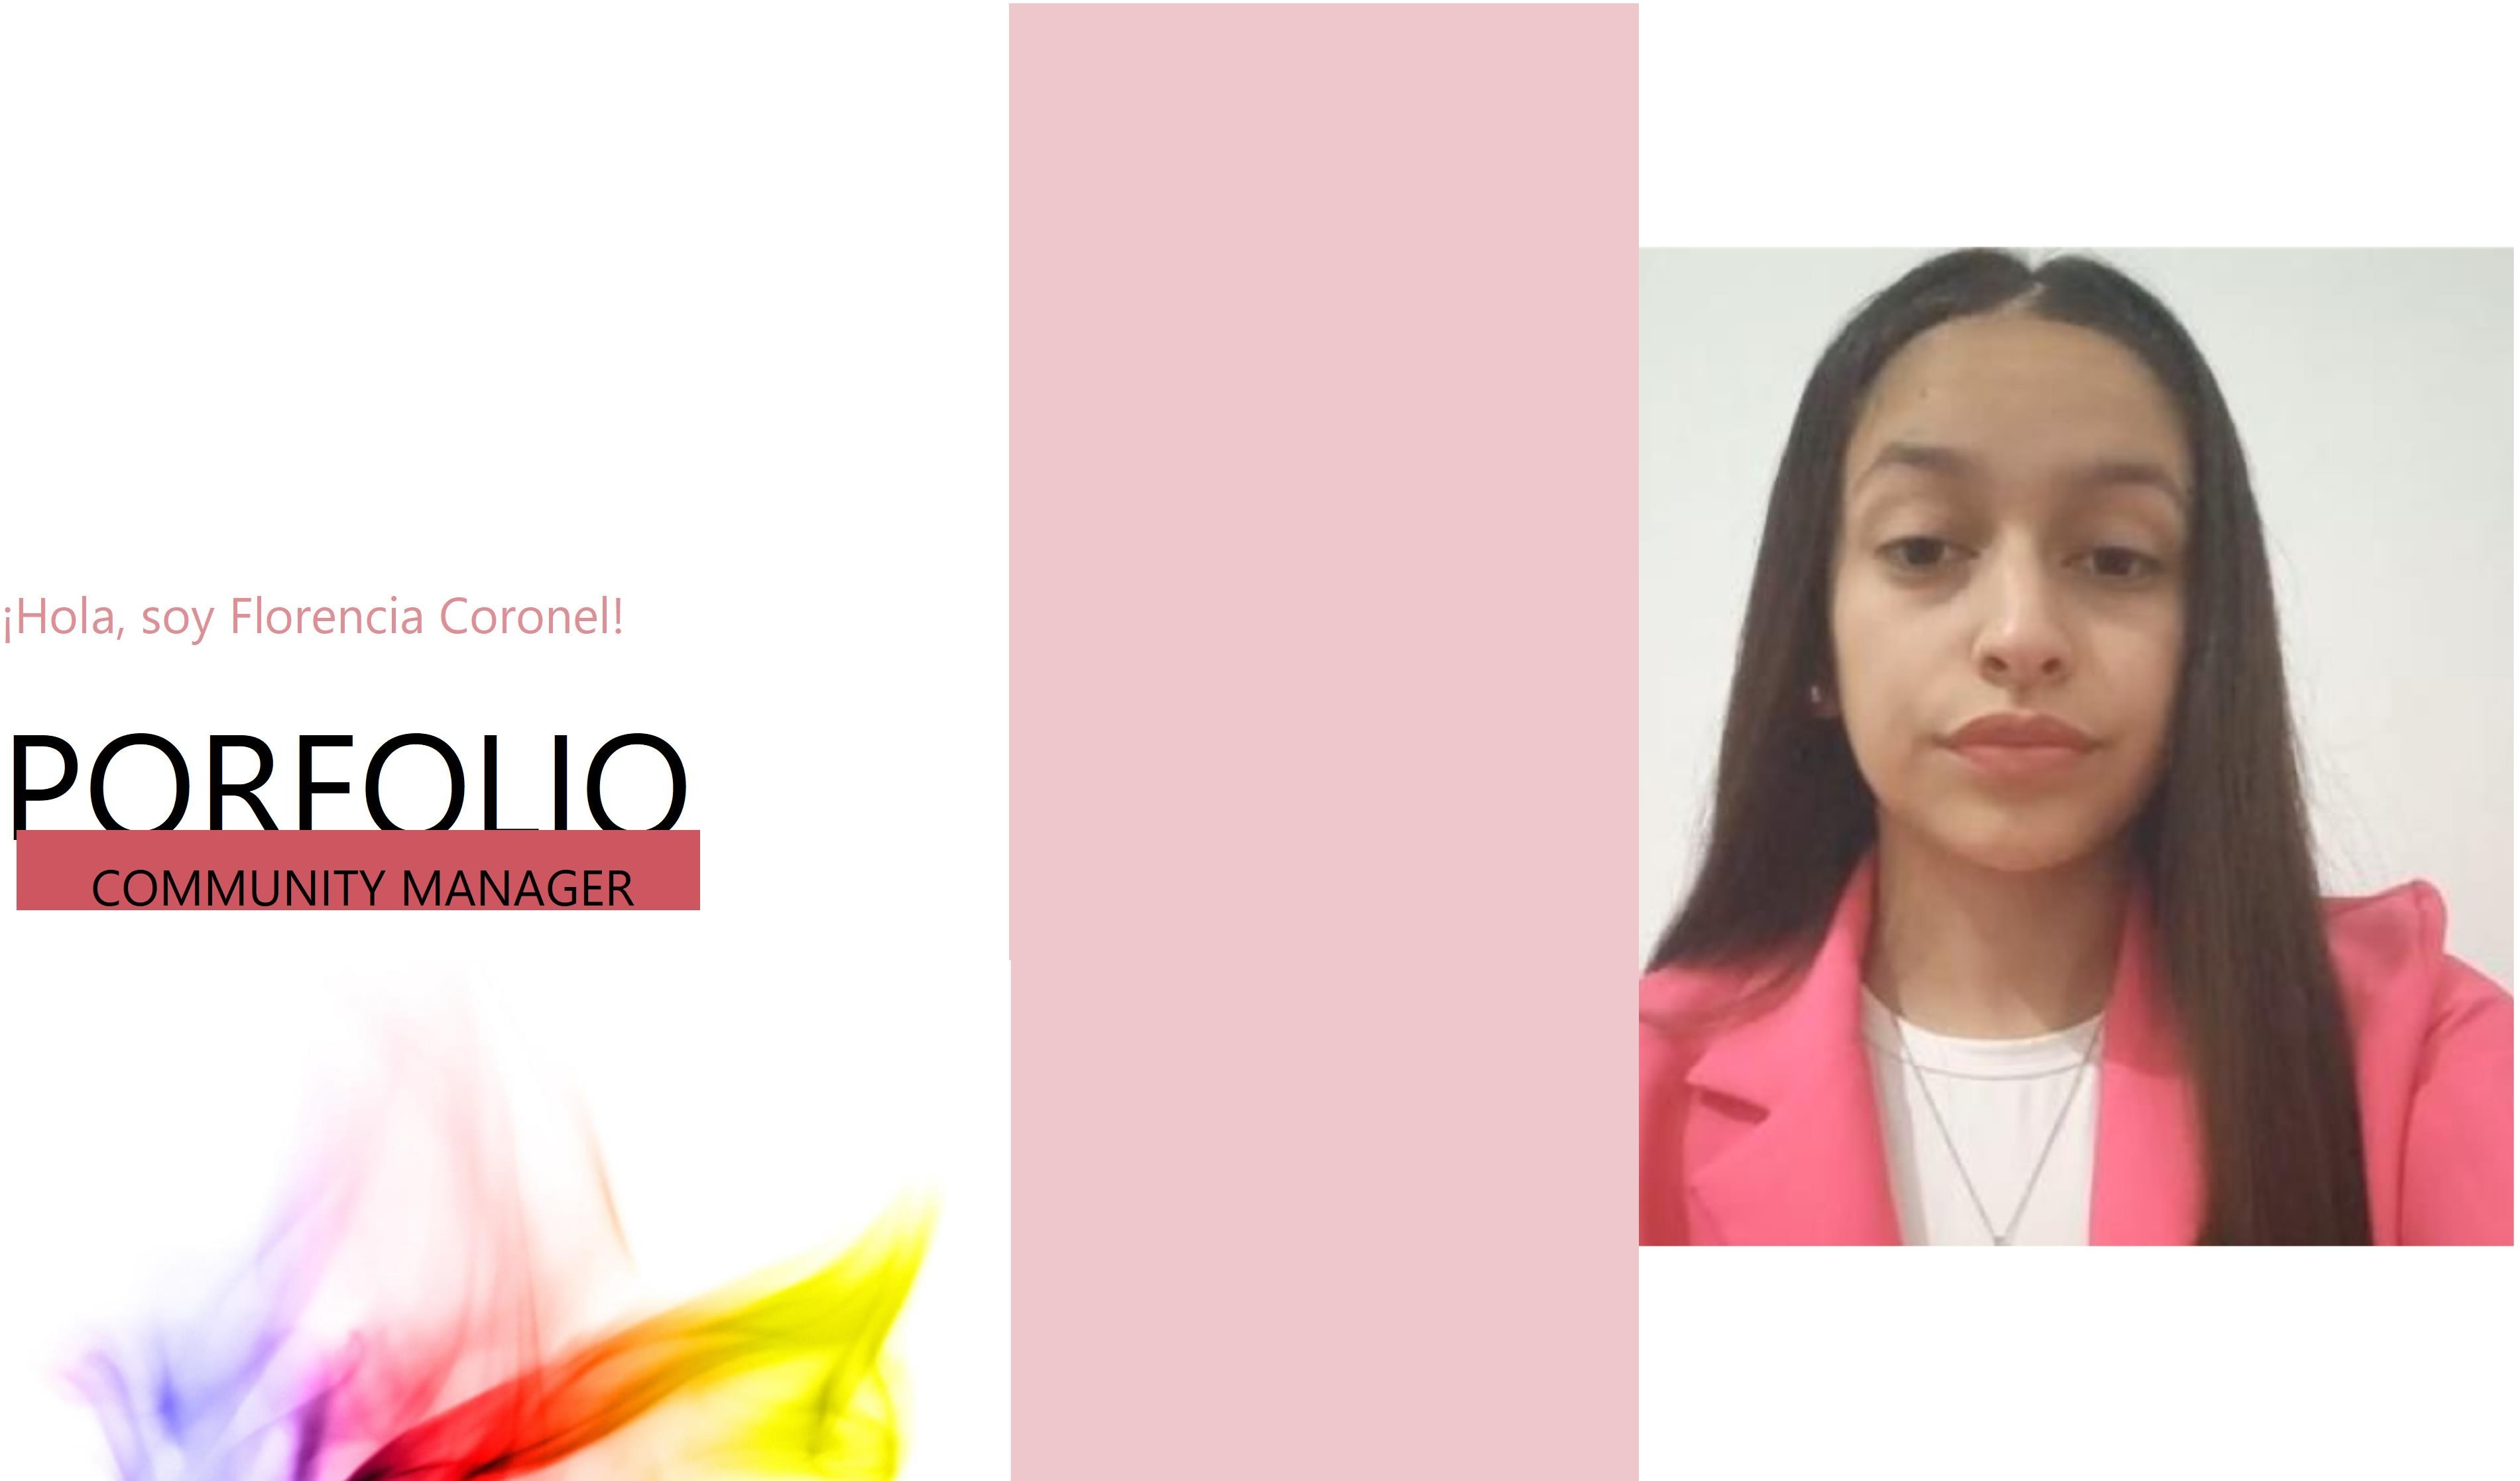 ¡Hola, soy Florencia Coronel!
PORFOLIO
COMMUNITY MANAGER